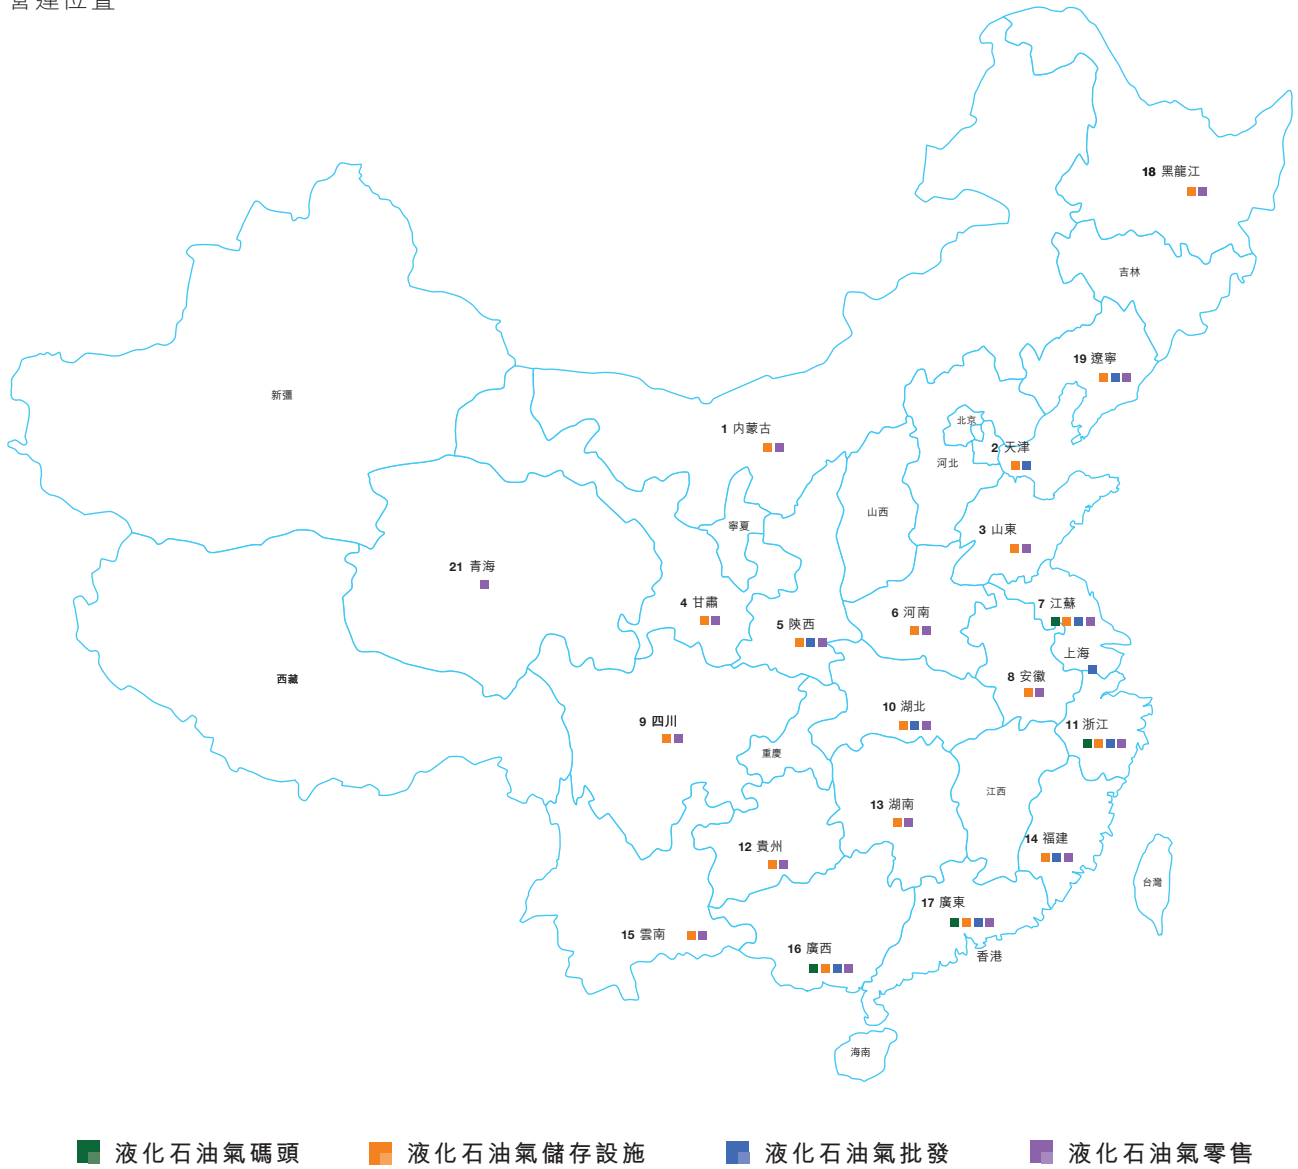 營運位置
18 黑龍江
吉林
19 遼寧
新疆
北京
1 內蒙古
2 天津
河北
山西
寧夏
3 山東
21 青海
4 甘肅
7 江蘇
6 河南
5 陝西
上海
西藏
8 安徽
10 湖北
9 四川
11 浙江
重慶
江西
13 湖南
14 福建
12 貴州
台灣
17 廣東
15 雲南
16 廣西
香港
海南
液化石油氣碼頭 液化石油氣儲存設施 液化石油氣批發 液化石油氣零售